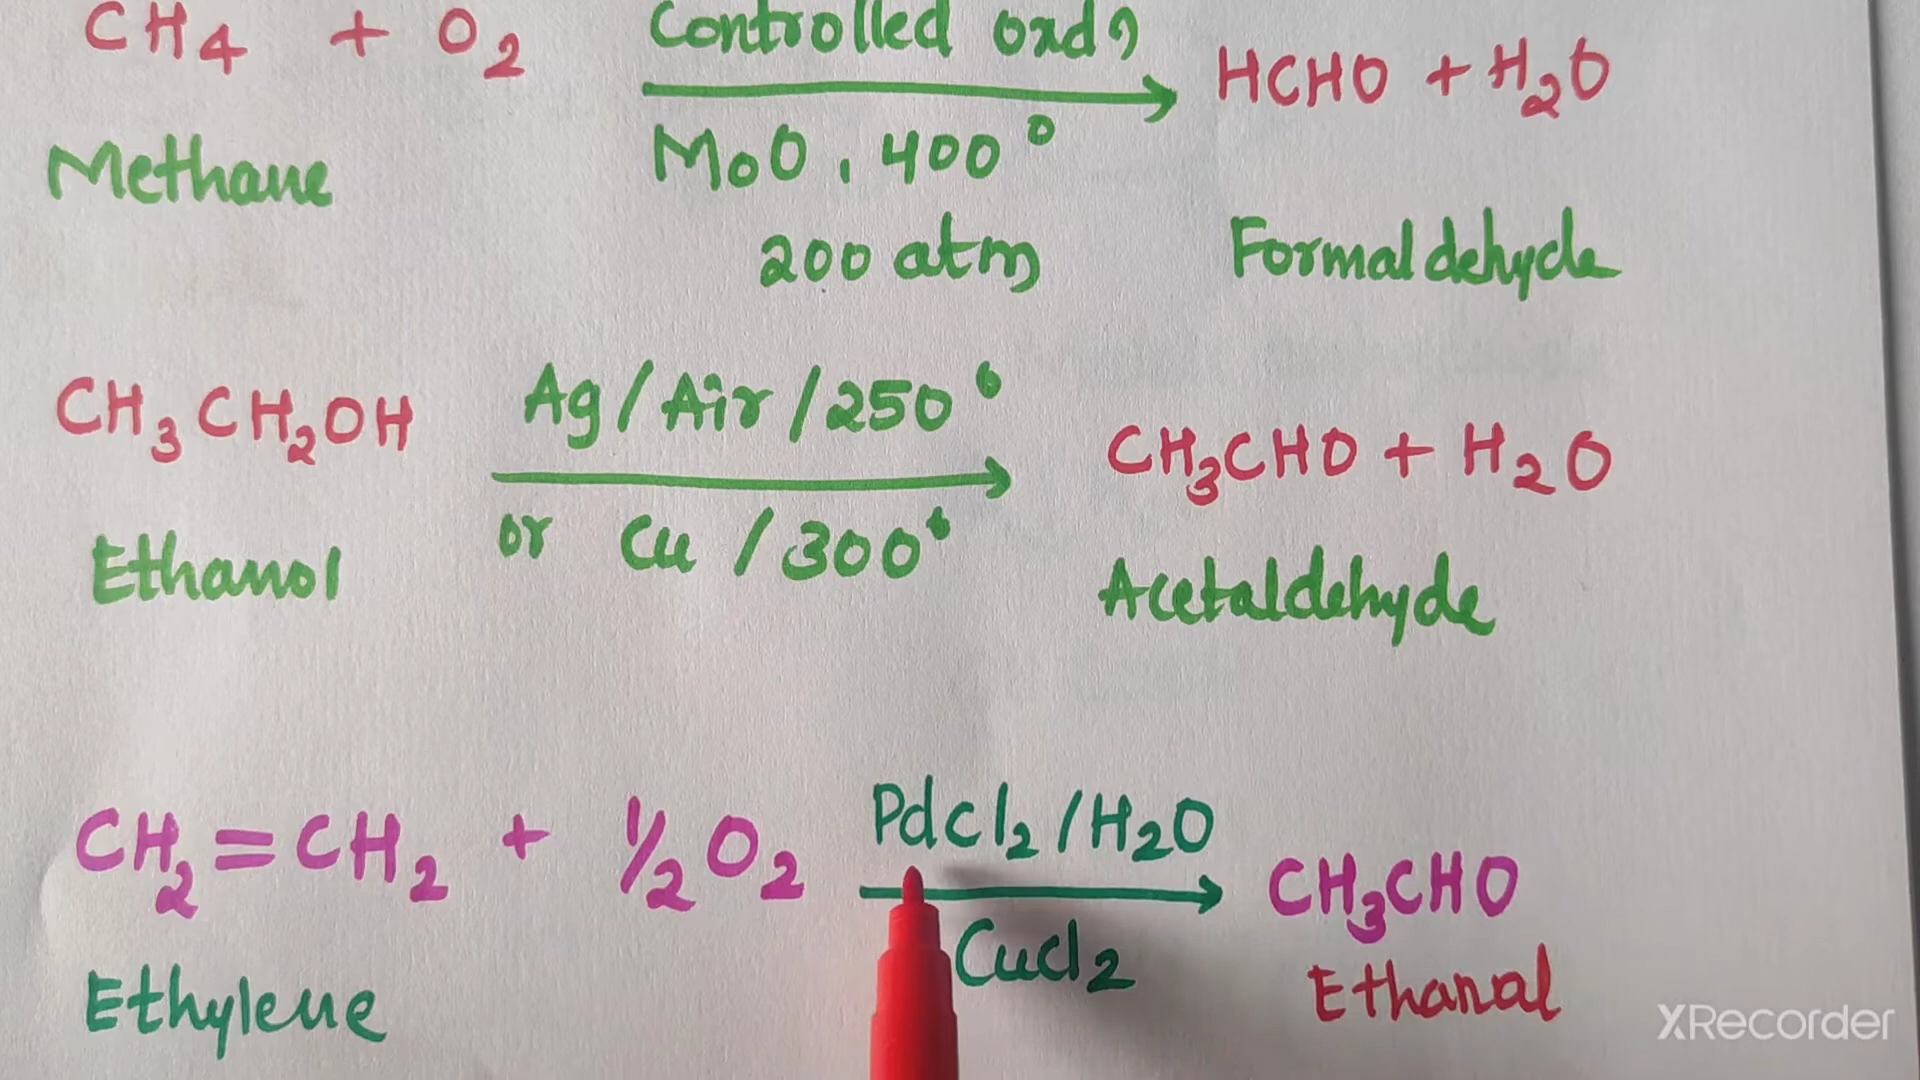 CH4 + O2 Controlled oxdn HCHO + H2O
Methane MoO, 400° Formaldehyde
200 atm
CH3CH2OH Ag/Air/250° CH3CHO + H2O
Ethanol or Cu/300° Acetaldehyde
CH2=CH2 + 1/2O2 PdCl2/H2O CH3CHO
Ethylene CuCl2 Ethanal
XRecorder